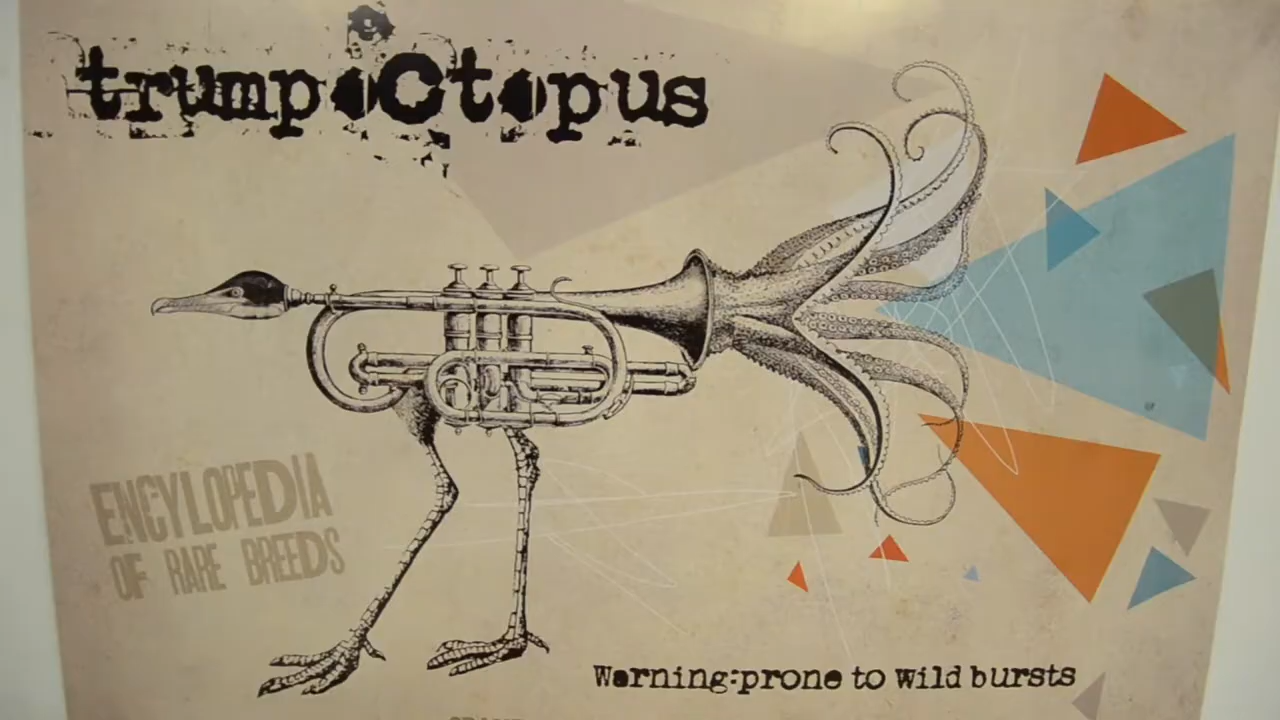 trumpoCtopus
ENCYLOPEDIA
OF RARE BREEDS
Warning:prone to wild bursts